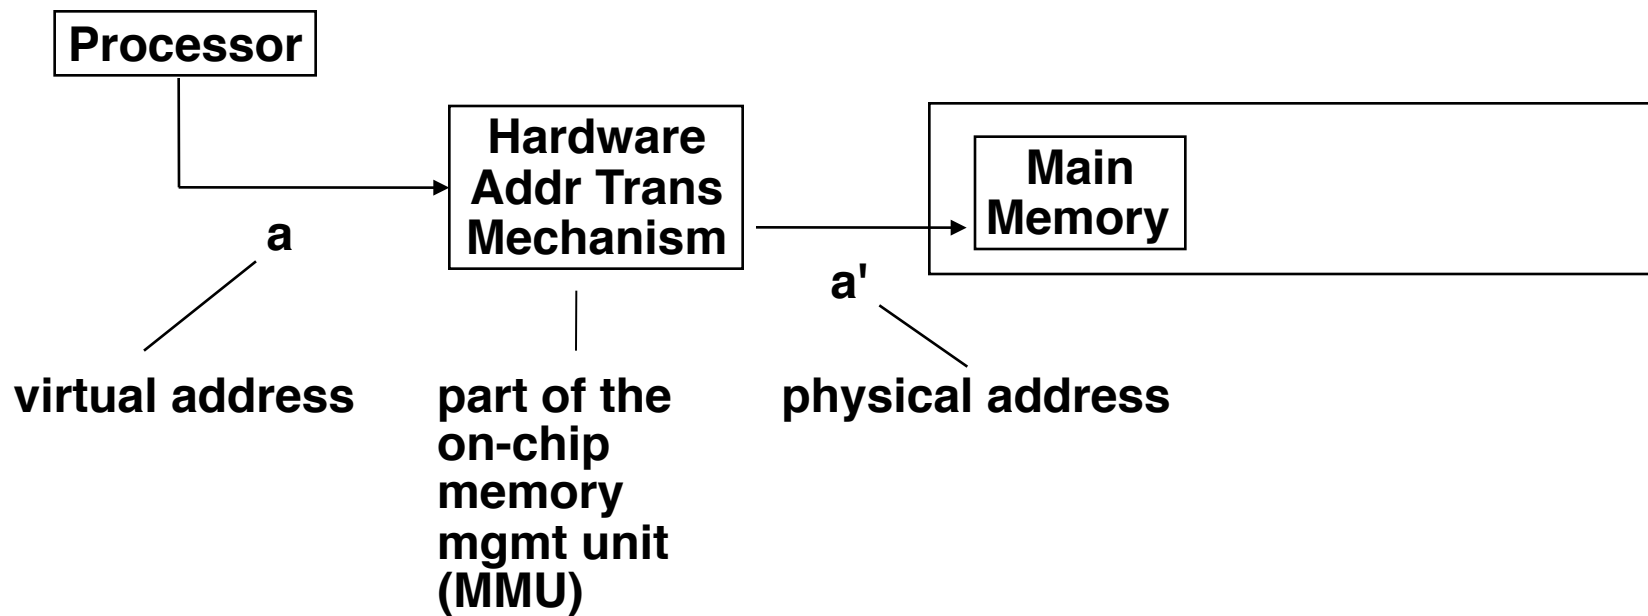 Processor
Hardware
Addr Trans
Mechanism
Main
Memory
a
a'
virtual address
part of the
on-chip
memory
mgmt unit
(MMU)
physical address